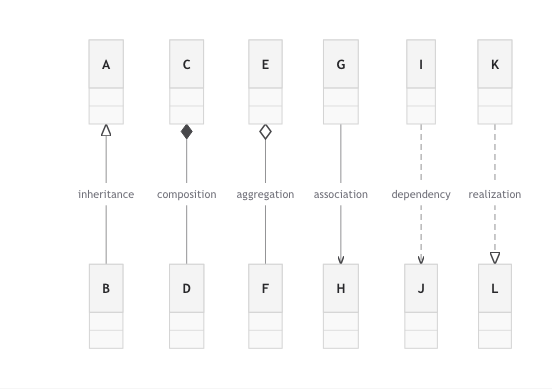 A C E G I K
inheritance composition aggregation association dependency realization
B D F H J L